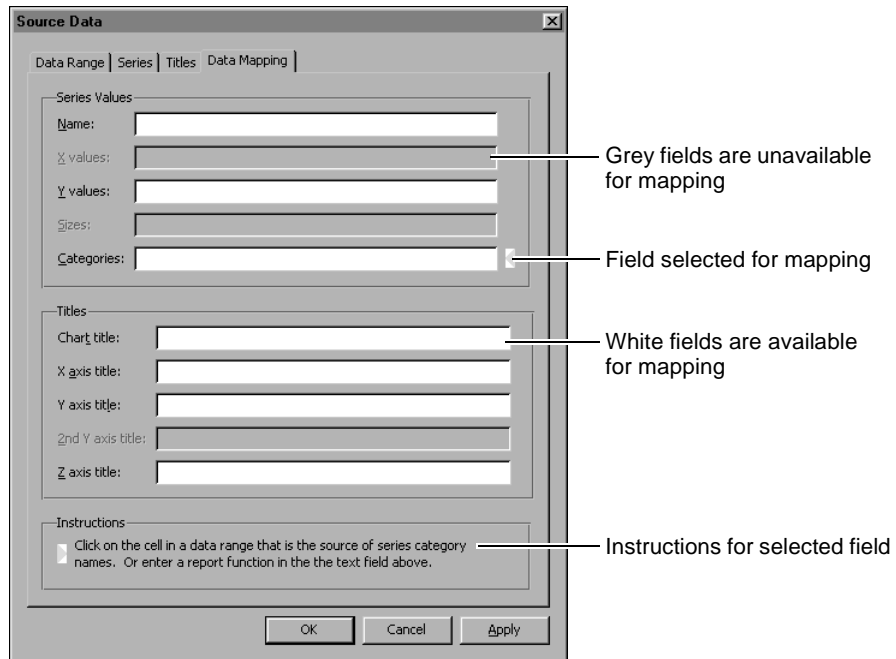 Source Data
Data Range Series Titles Data Mapping
Series Values
Name:
X values:
Grey fields are unavailable
for mapping
Y values:
Sizes:
Categories:
Field selected for mapping
Titles
Chart title:
White fields are available
for mapping
X axis title:
Y axis title:
2nd Y axis title:
Z axis title:
Instructions
Click on the cell in a data range that is the source of series category
names. Or enter a report function in the the text field above.
Instructions for selected field
OK Cancel Apply